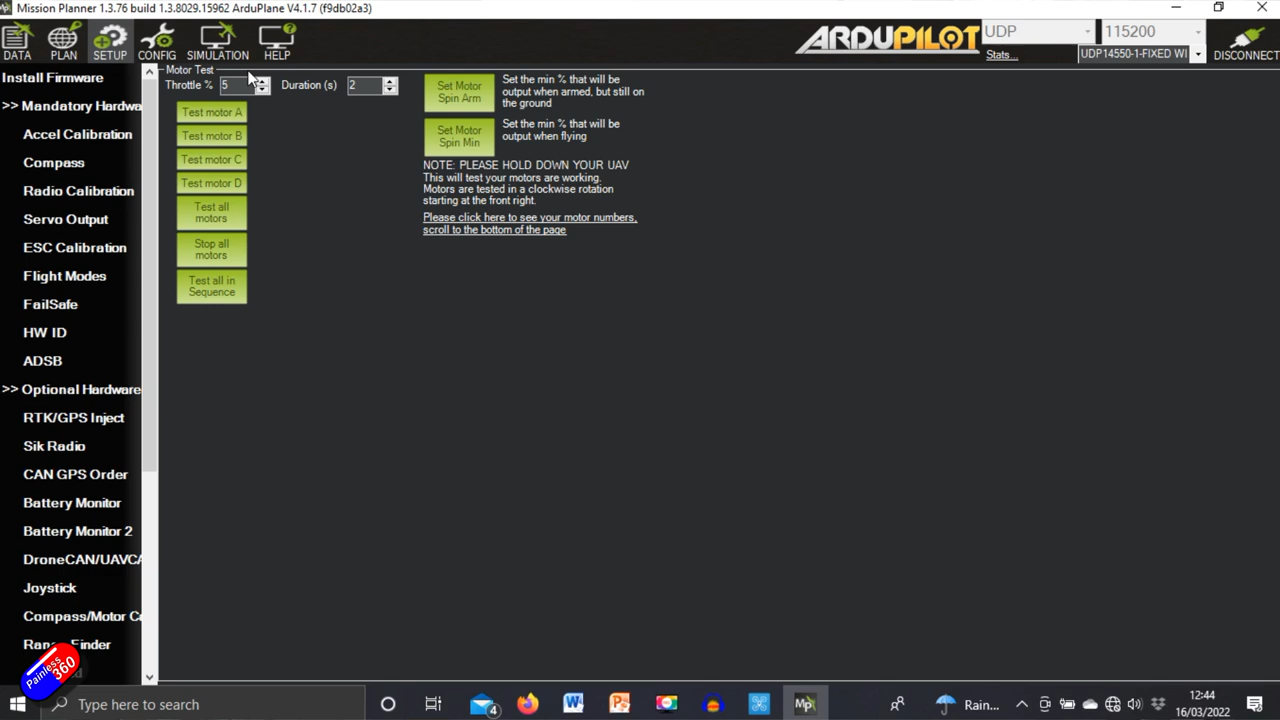 Mission Planner 1.3.76 build 1.3.8029.15962 ArduPlane V4.1.7 (f9db02a3)
DATA
PLAN
SETUP
CONFIG
SIMULATION
HELP
ARDUPILOT
UDP
115200
Stats...
UDP14550-1-FIXED WI
DISCONNECT
Install Firmware
>> Mandatory Hardwa
Accel Calibration
Compass
Radio Calibration
Servo Output
ESC Calibration
Flight Modes
FailSafe
HW ID
ADSB
>> Optional Hardware
RTK/GPS Inject
Sik Radio
CAN GPS Order
Battery Monitor
Battery Monitor 2
DroneCAN/UAVCA
Joystick
Compass/Motor Ca
Finder
Motor Test
Throttle % 5 Duration (s) 2
Test motor A
Test motor B
Test motor C
Test motor D
Test all
motors
Stop all
motors
Test all in
Sequence
Set Motor
Spin Arm
Set the min % that will be
output when armed, but still on
the ground
Set Motor
Spin Min
Set the min % that will be
output when flying
NOTE: PLEASE HOLD DOWN YOUR UAV
This will test your motors are working.
Motors are tested in a clockwise rotation
starting at the front right.
Please click here to see your motor numbers,
scroll to the bottom of the page
Painless
360
Type here to search
4
Rain...
12:44
16/03/2022